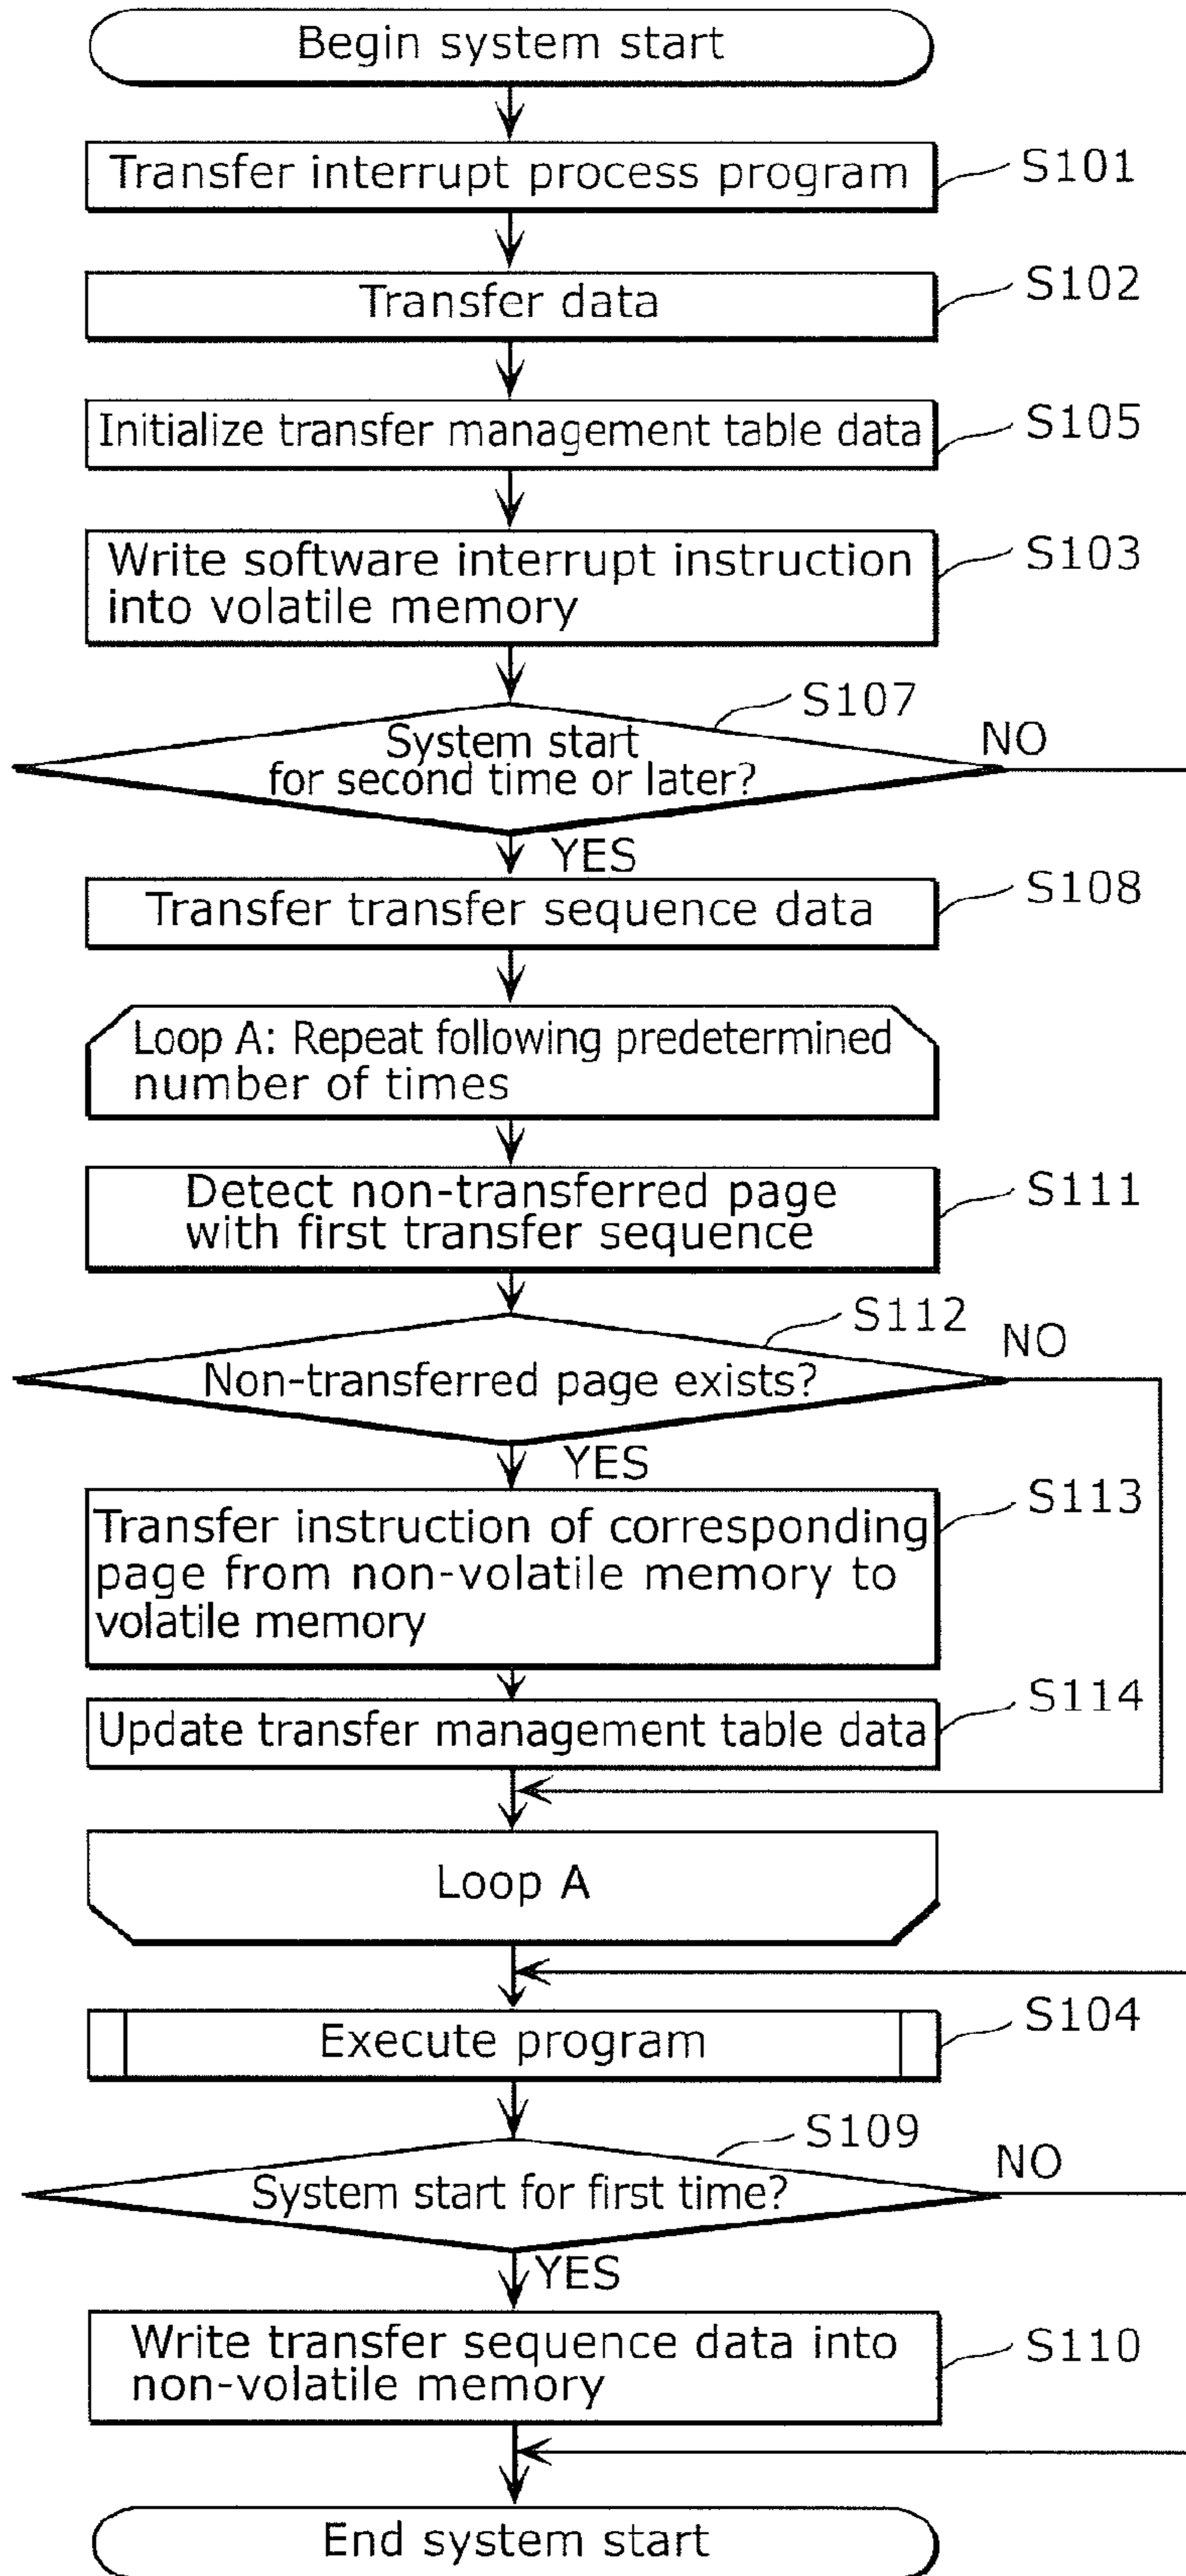 Begin system start
Transfer interrupt process program
S101
Transfer data
S102
Initialize transfer management table data
S105
Write software interrupt instruction
into volatile memory
S103
S107
System start
for second time or later?
NO
YES
Transfer transfer sequence data
S108
Loop A: Repeat following predetermined
number of times
Detect non-transferred page
with first transfer sequence
S111
S112
Non-transferred page exists?
NO
YES
Transfer instruction of corresponding
page from non-volatile memory to
volatile memory
S113
Update transfer management table data
S114
Loop A
Execute program
S104
S109
System start for first time?
NO
YES
Write transfer sequence data into
non-volatile memory
S110
End system start